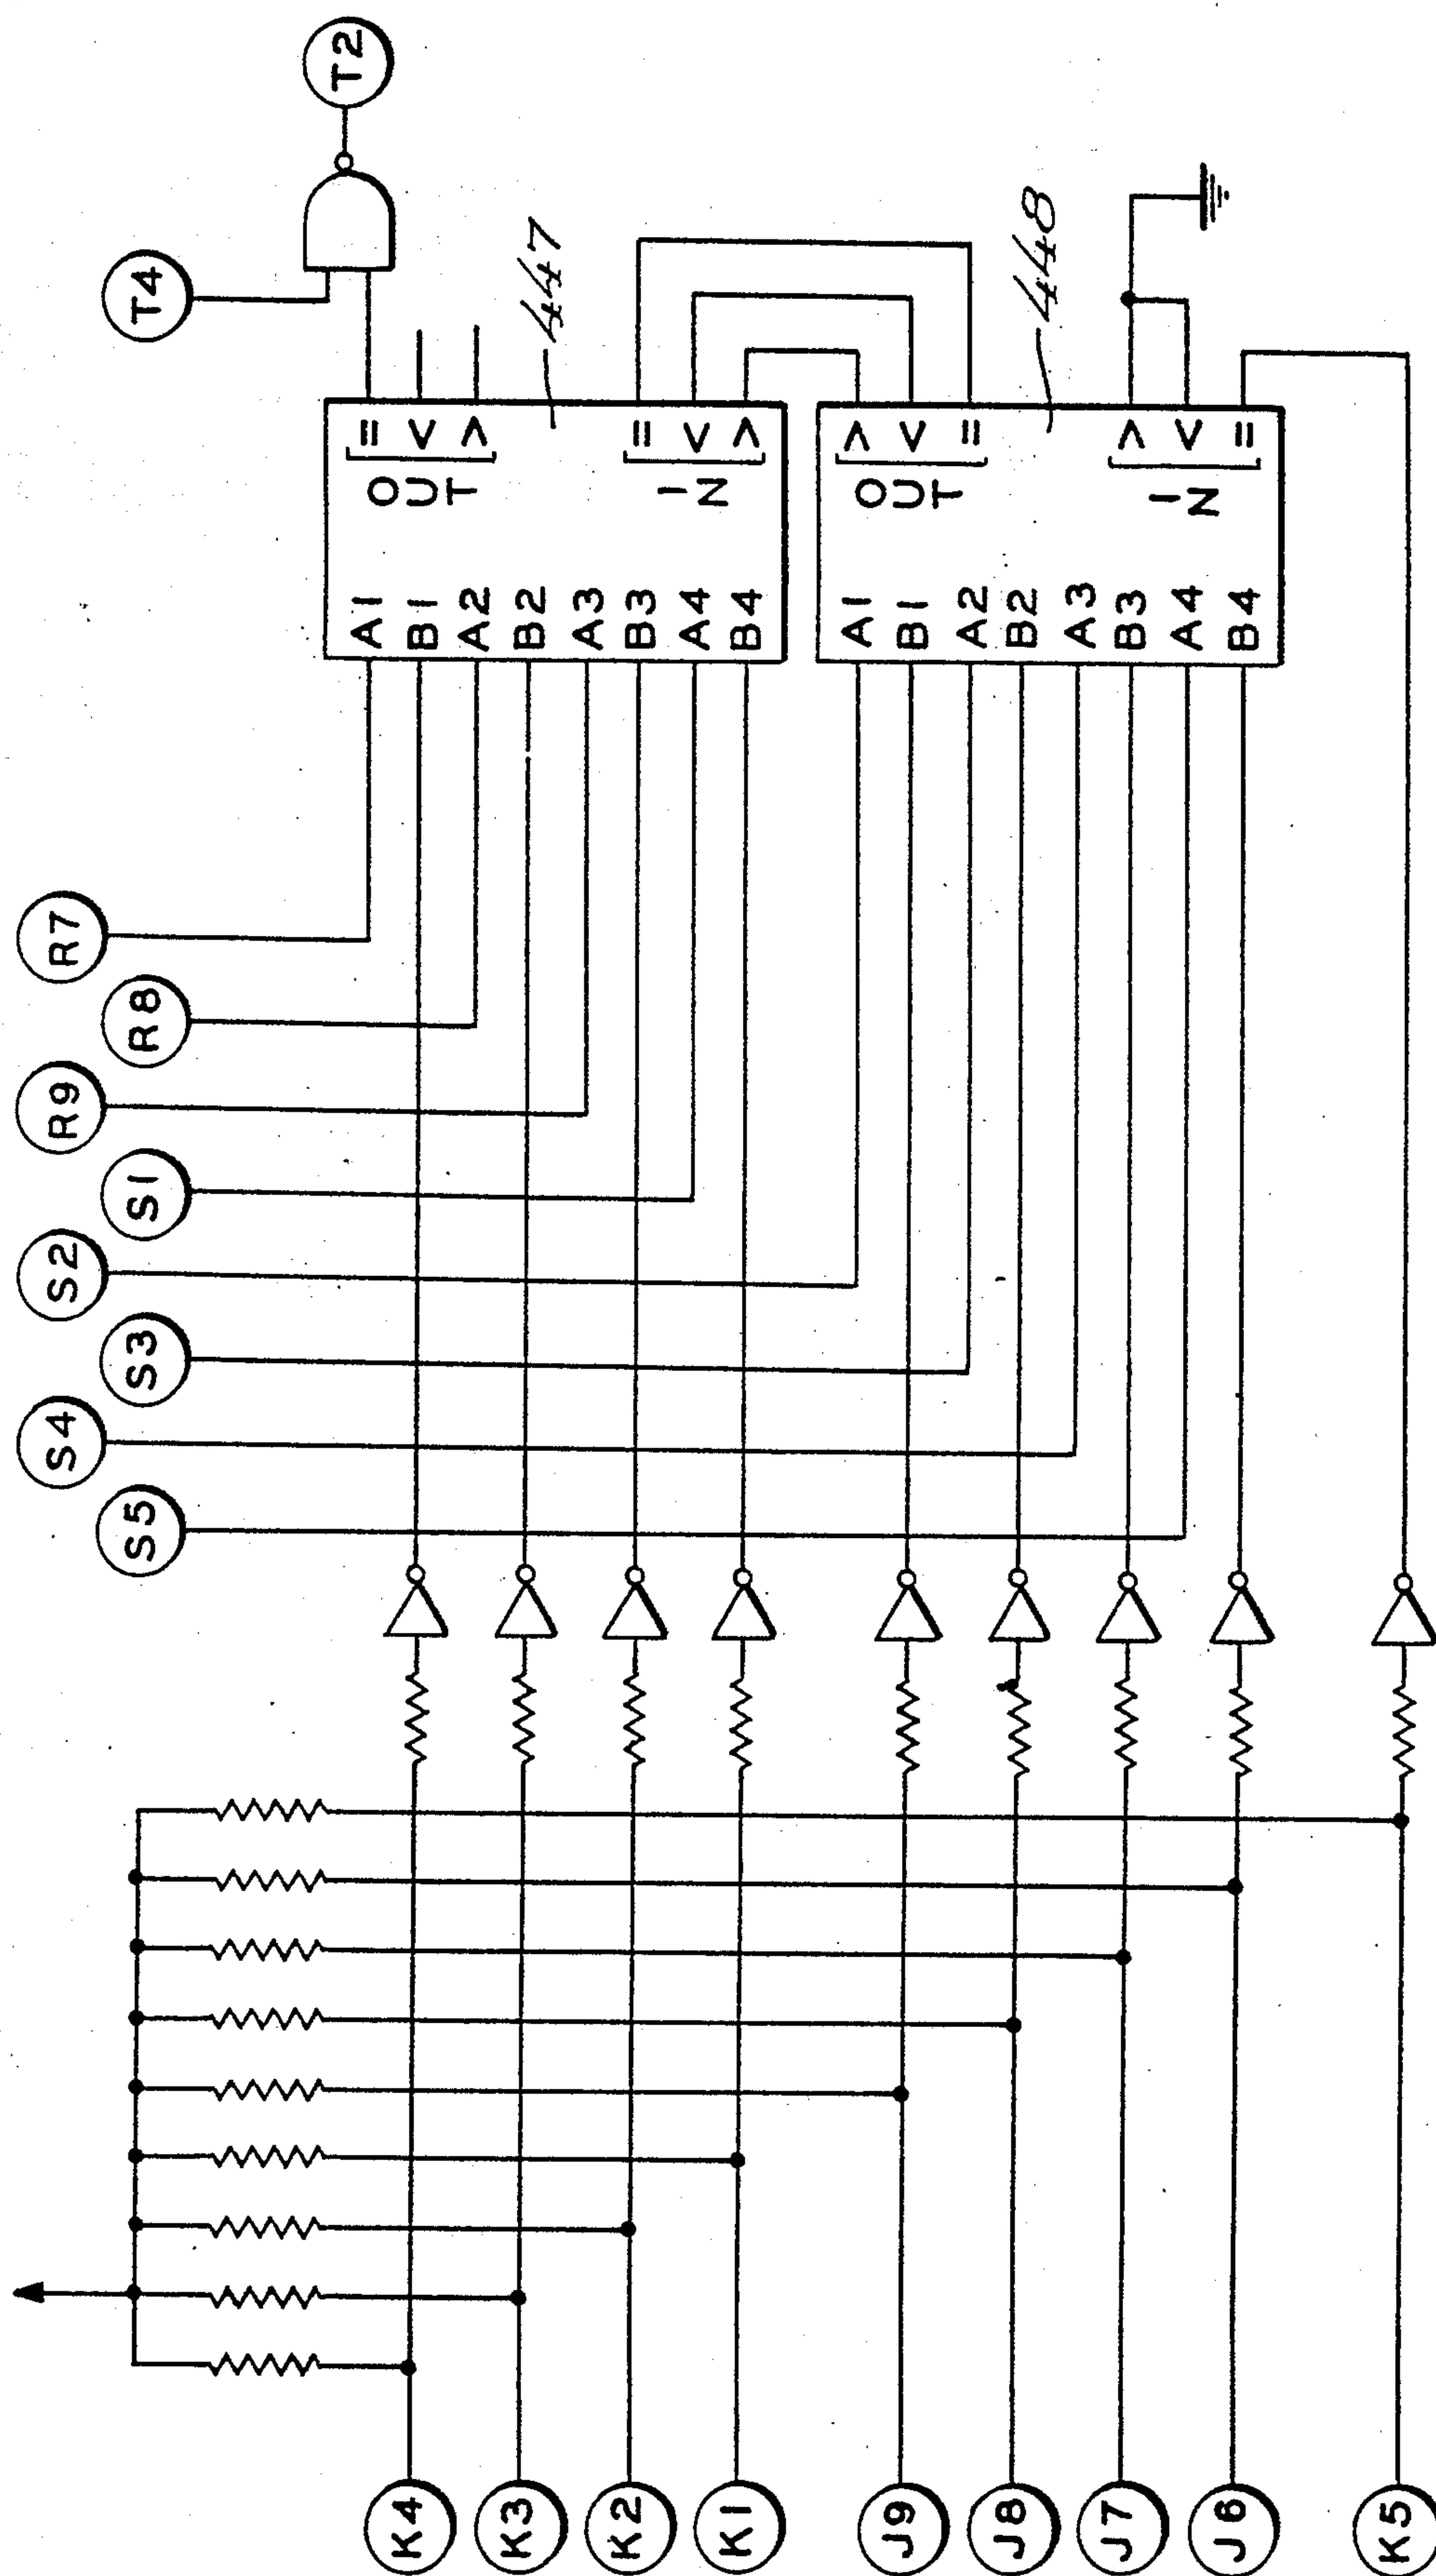 S4 S2 R9 R7
S5 S3 S1 R8 T4
T2
K4
K3
K2
K1
J9
J8
J7
J6
K5
A1
B1
A2
B2
A3
B3
A4
B4
OUT
=
<
>
IN
=
<
>
447
A1
B1
A2
B2
A3
B3
A4
B4
OUT
>
<
=
IN
>
<
=
448